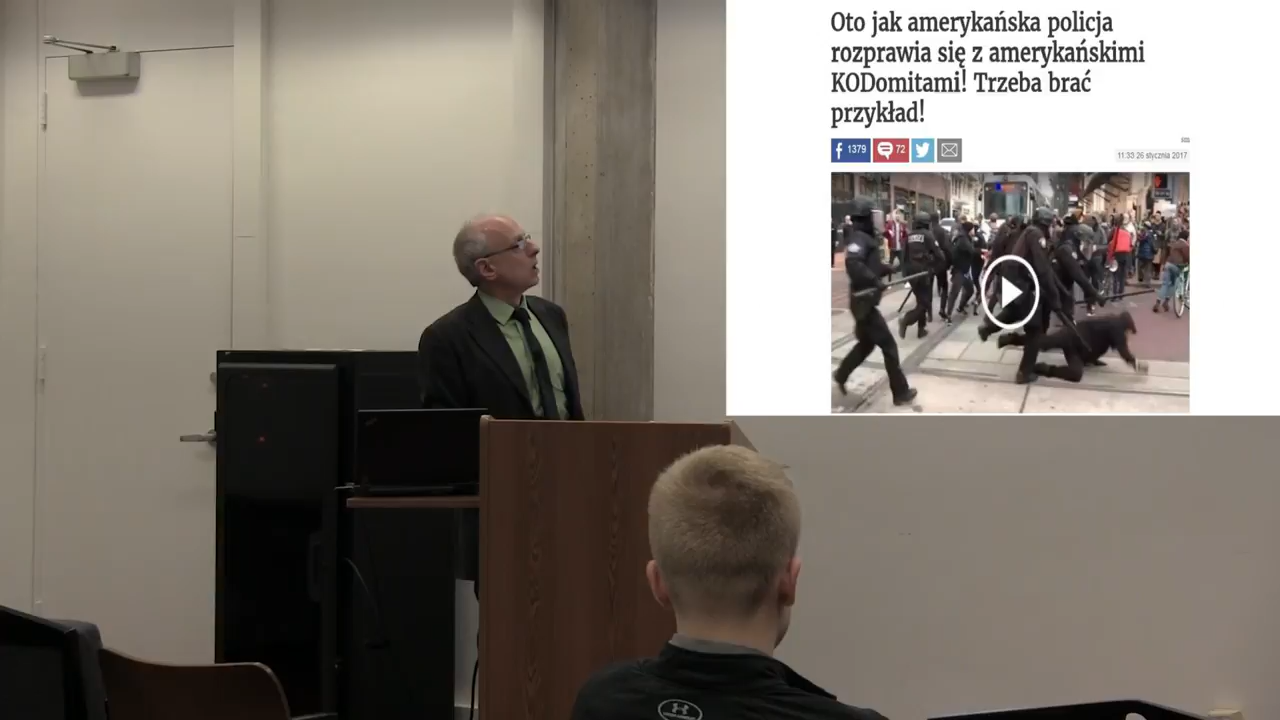 Oto jak amerykańska policja
rozprawia się z amerykańskimi
KODomitami! Trzeba brać
przykład!
1379 72
11:33 26 stycznia 2017